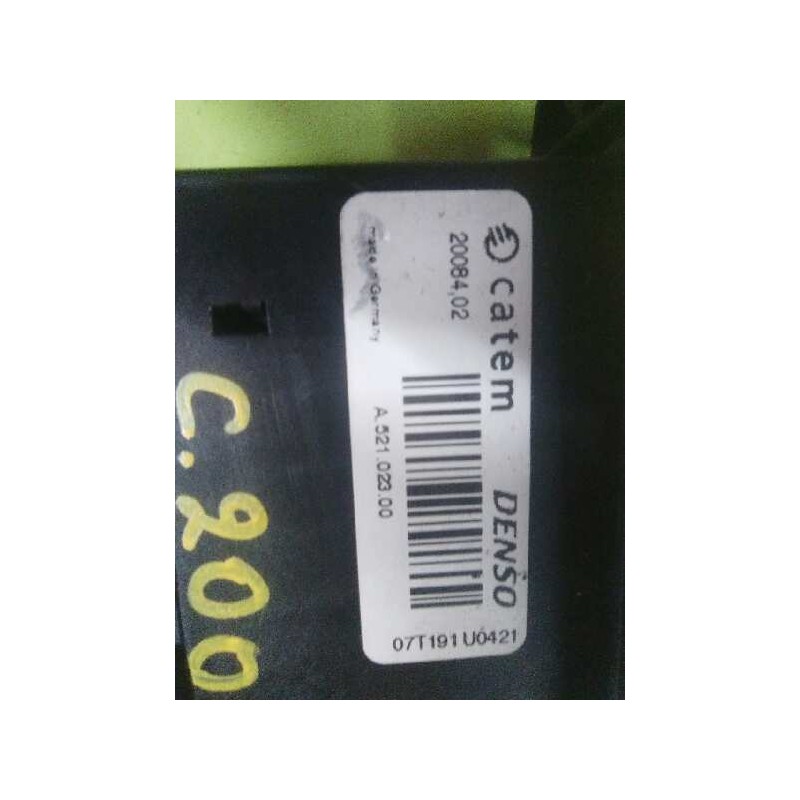 catem DENSO
20084,02
made in Germany
A.521.023.00
07T191U0421
C.200